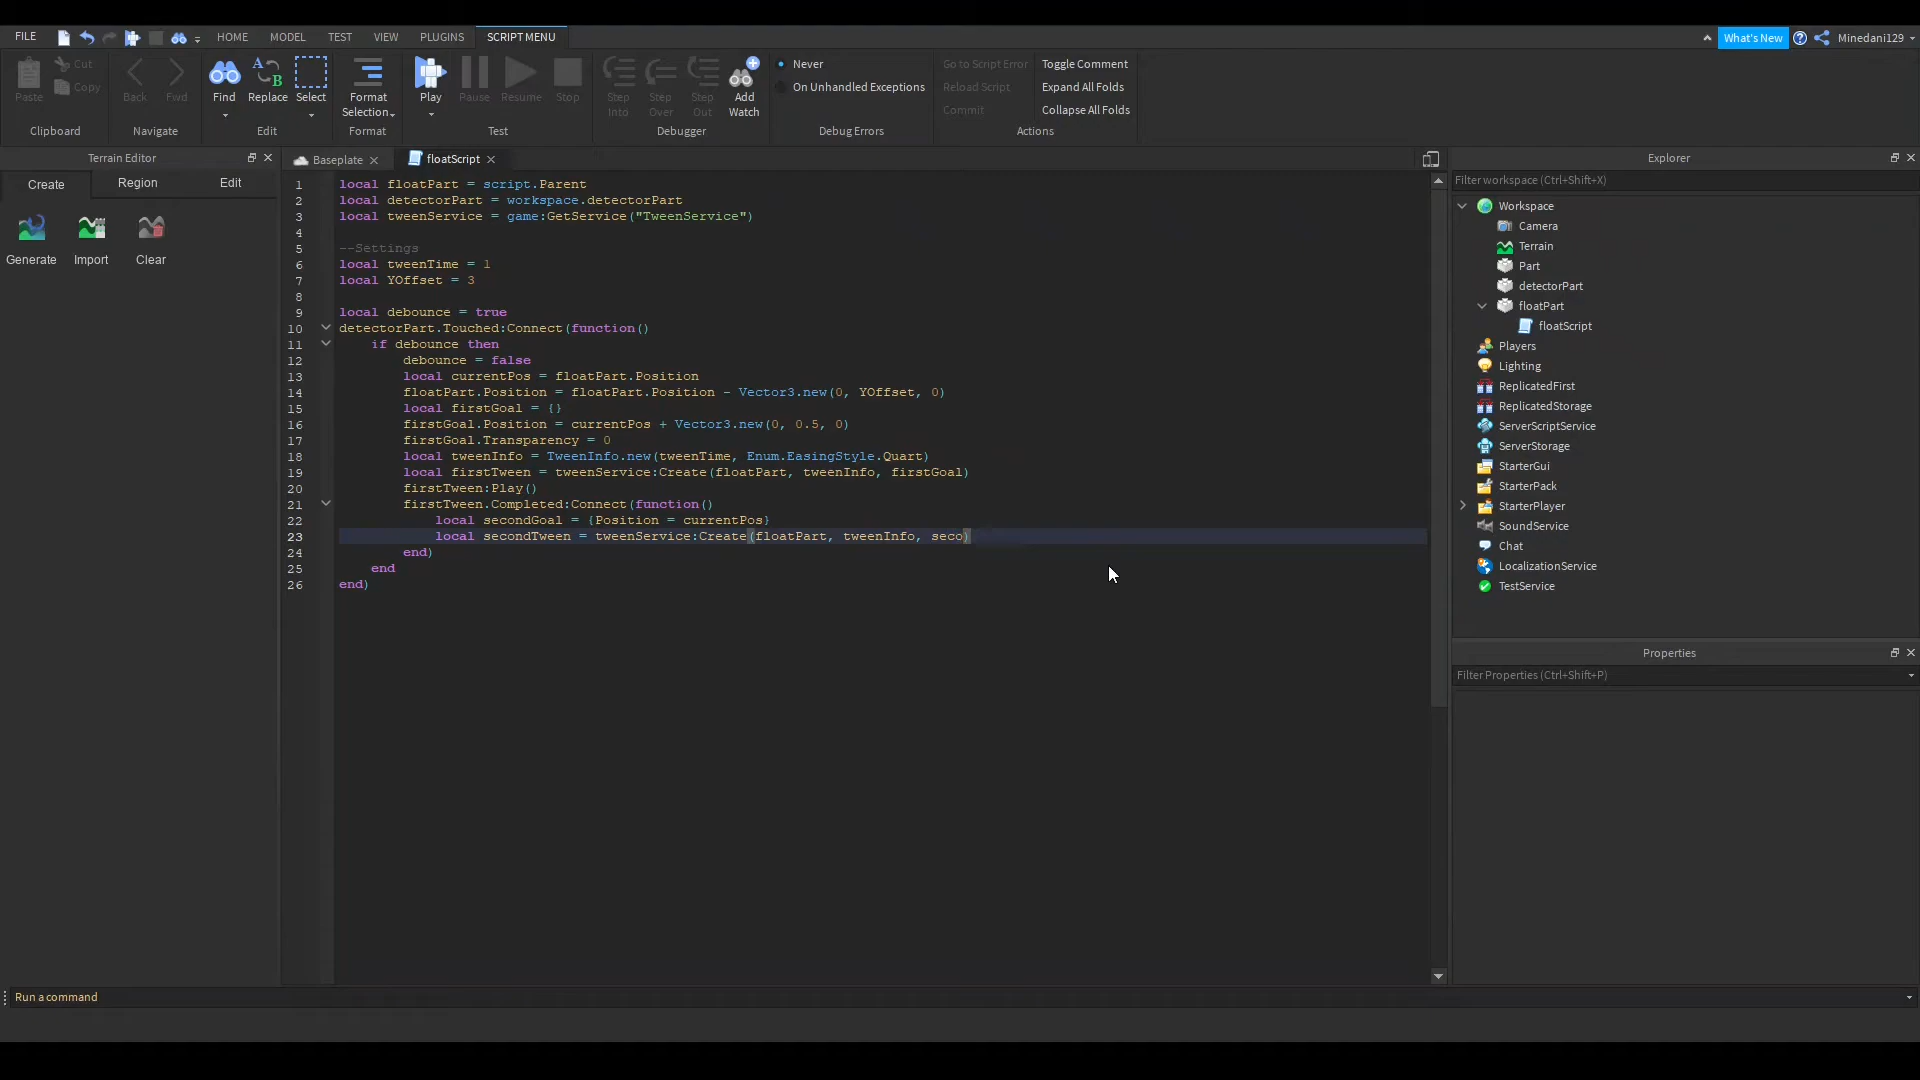 FILE
HOME
MODEL
TEST
VIEW
PLUGINS
SCRIPT MENU
What's New
Minedani129
Paste
Cut
Copy
Clipboard
Back
Fwd
Navigate
Find
Replace
Select
Edit
Format
Selection
Format
Play
Pause
Resume
Stop
Test
Step
Into
Step
Over
Step
Out
Add
Watch
Debugger
Never
On Unhandled Exceptions
Debug Errors
Go to Script Error
Reload Script
Commit
Toggle Comment
Expand All Folds
Collapse All Folds
Actions
Terrain Editor
Create
Region
Edit
Generate
Import
Clear
Baseplate
floatScript
1 local floatPart = script.Parent
2 local detectorPart = workspace.detectorPart
3 local tweenService = game:GetService("TweenService")
4
5 --Settings
6 local tweenTime = 1
7 local YOffset = 3
8
9 local debounce = true
10 detectorPart.Touched:Connect(function()
11 if debounce then
12 debounce = false
13 local currentPos = floatPart.Position
14 floatPart.Position = floatPart.Position - Vector3.new(0, YOffset, 0)
15 local firstGoal = {}
16 firstGoal.Position = currentPos + Vector3.new(0, 0.5, 0)
17 firstGoal.Transparency = 0
18 local tweenInfo = TweenInfo.new(tweenTime, Enum.EasingStyle.Quart)
19 local firstTween = tweenService:Create(floatPart, tweenInfo, firstGoal)
20 firstTween:Play()
21 firstTween.Completed:Connect(function()
22 local secondGoal = {Position = currentPos}
23 local secondTween = tweenService:Create(floatPart, tweenInfo, seco)
24 end)
25 end
26 end)
Explorer
Filter workspace (Ctrl+Shift+X)
Workspace
Camera
Terrain
Part
detectorPart
floatPart
floatScript
Players
Lighting
ReplicatedFirst
ReplicatedStorage
ServerScriptService
ServerStorage
StarterGui
StarterPack
StarterPlayer
SoundService
Chat
LocalizationService
TestService
Properties
Filter Properties (Ctrl+Shift+P)
Run a command